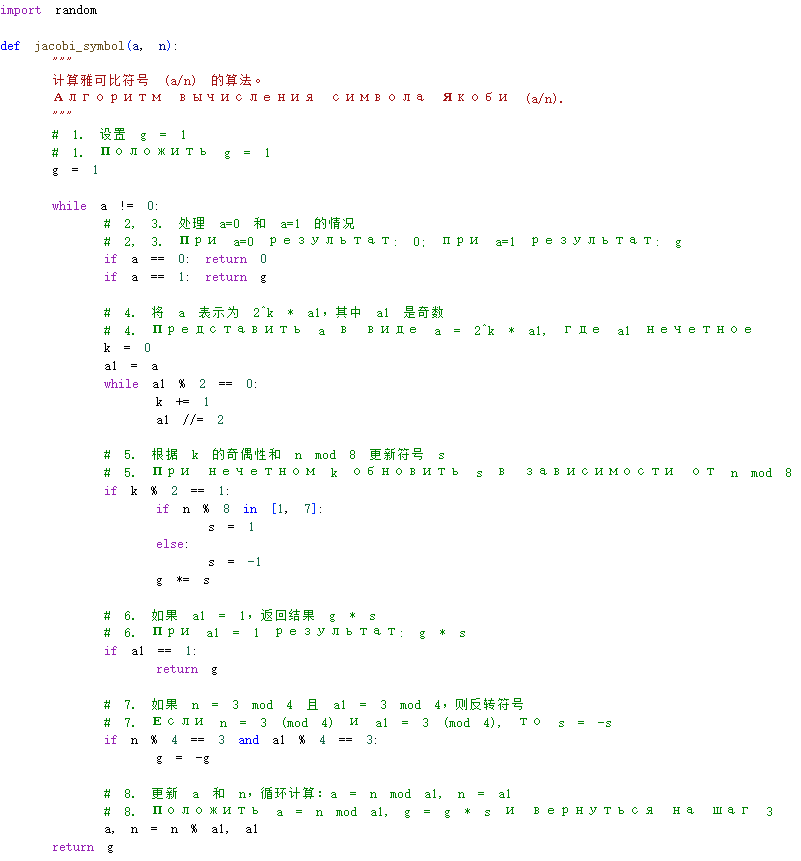 import random
def jacobi_symbol(a, n):
"""
计算雅可比符号 (a/n) 的算法。
Алгоритм вычисления символа Якоби (a/n).
"""
# 1. 设置 g = 1
# 1. Положить g = 1
g = 1
while a != 0:
# 2, 3. 处理 a=0 和 a=1 的情况
# 2, 3. При a=0 результат: 0; при a=1 результат: g
if a == 0: return 0
if a == 1: return g
# 4. 将 a 表示为 2^k * a1，其中 a1 是奇数
# 4. Представить a в виде a = 2^k * a1, где a1 нечетное
k = 0
a1 = a
while a1 % 2 == 0:
k += 1
a1 //= 2
# 5. 根据 k 的奇偶性和 n mod 8 更新符号 s
# 5. При нечетном k обновить s в зависимости от n mod 8
if k % 2 == 1:
if n % 8 in [1, 7]:
s = 1
else:
s = -1
g *= s
# 6. 如果 a1 = 1，返回结果 g * s
# 6. При a1 = 1 результат: g * s
if a1 == 1:
return g
# 7. 如果 n = 3 mod 4 且 a1 = 3 mod 4，则反转符号
# 7. Если n = 3 (mod 4) и a1 = 3 (mod 4), то s = -s
if n % 4 == 3 and a1 % 4 == 3:
g = -g
# 8. 更新 a 和 n，循环计算：a = n mod a1, n = a1
# 8. Положить a = n mod a1, g = g * s и вернуться на шаг 3
a, n = n % a1, a1
return g